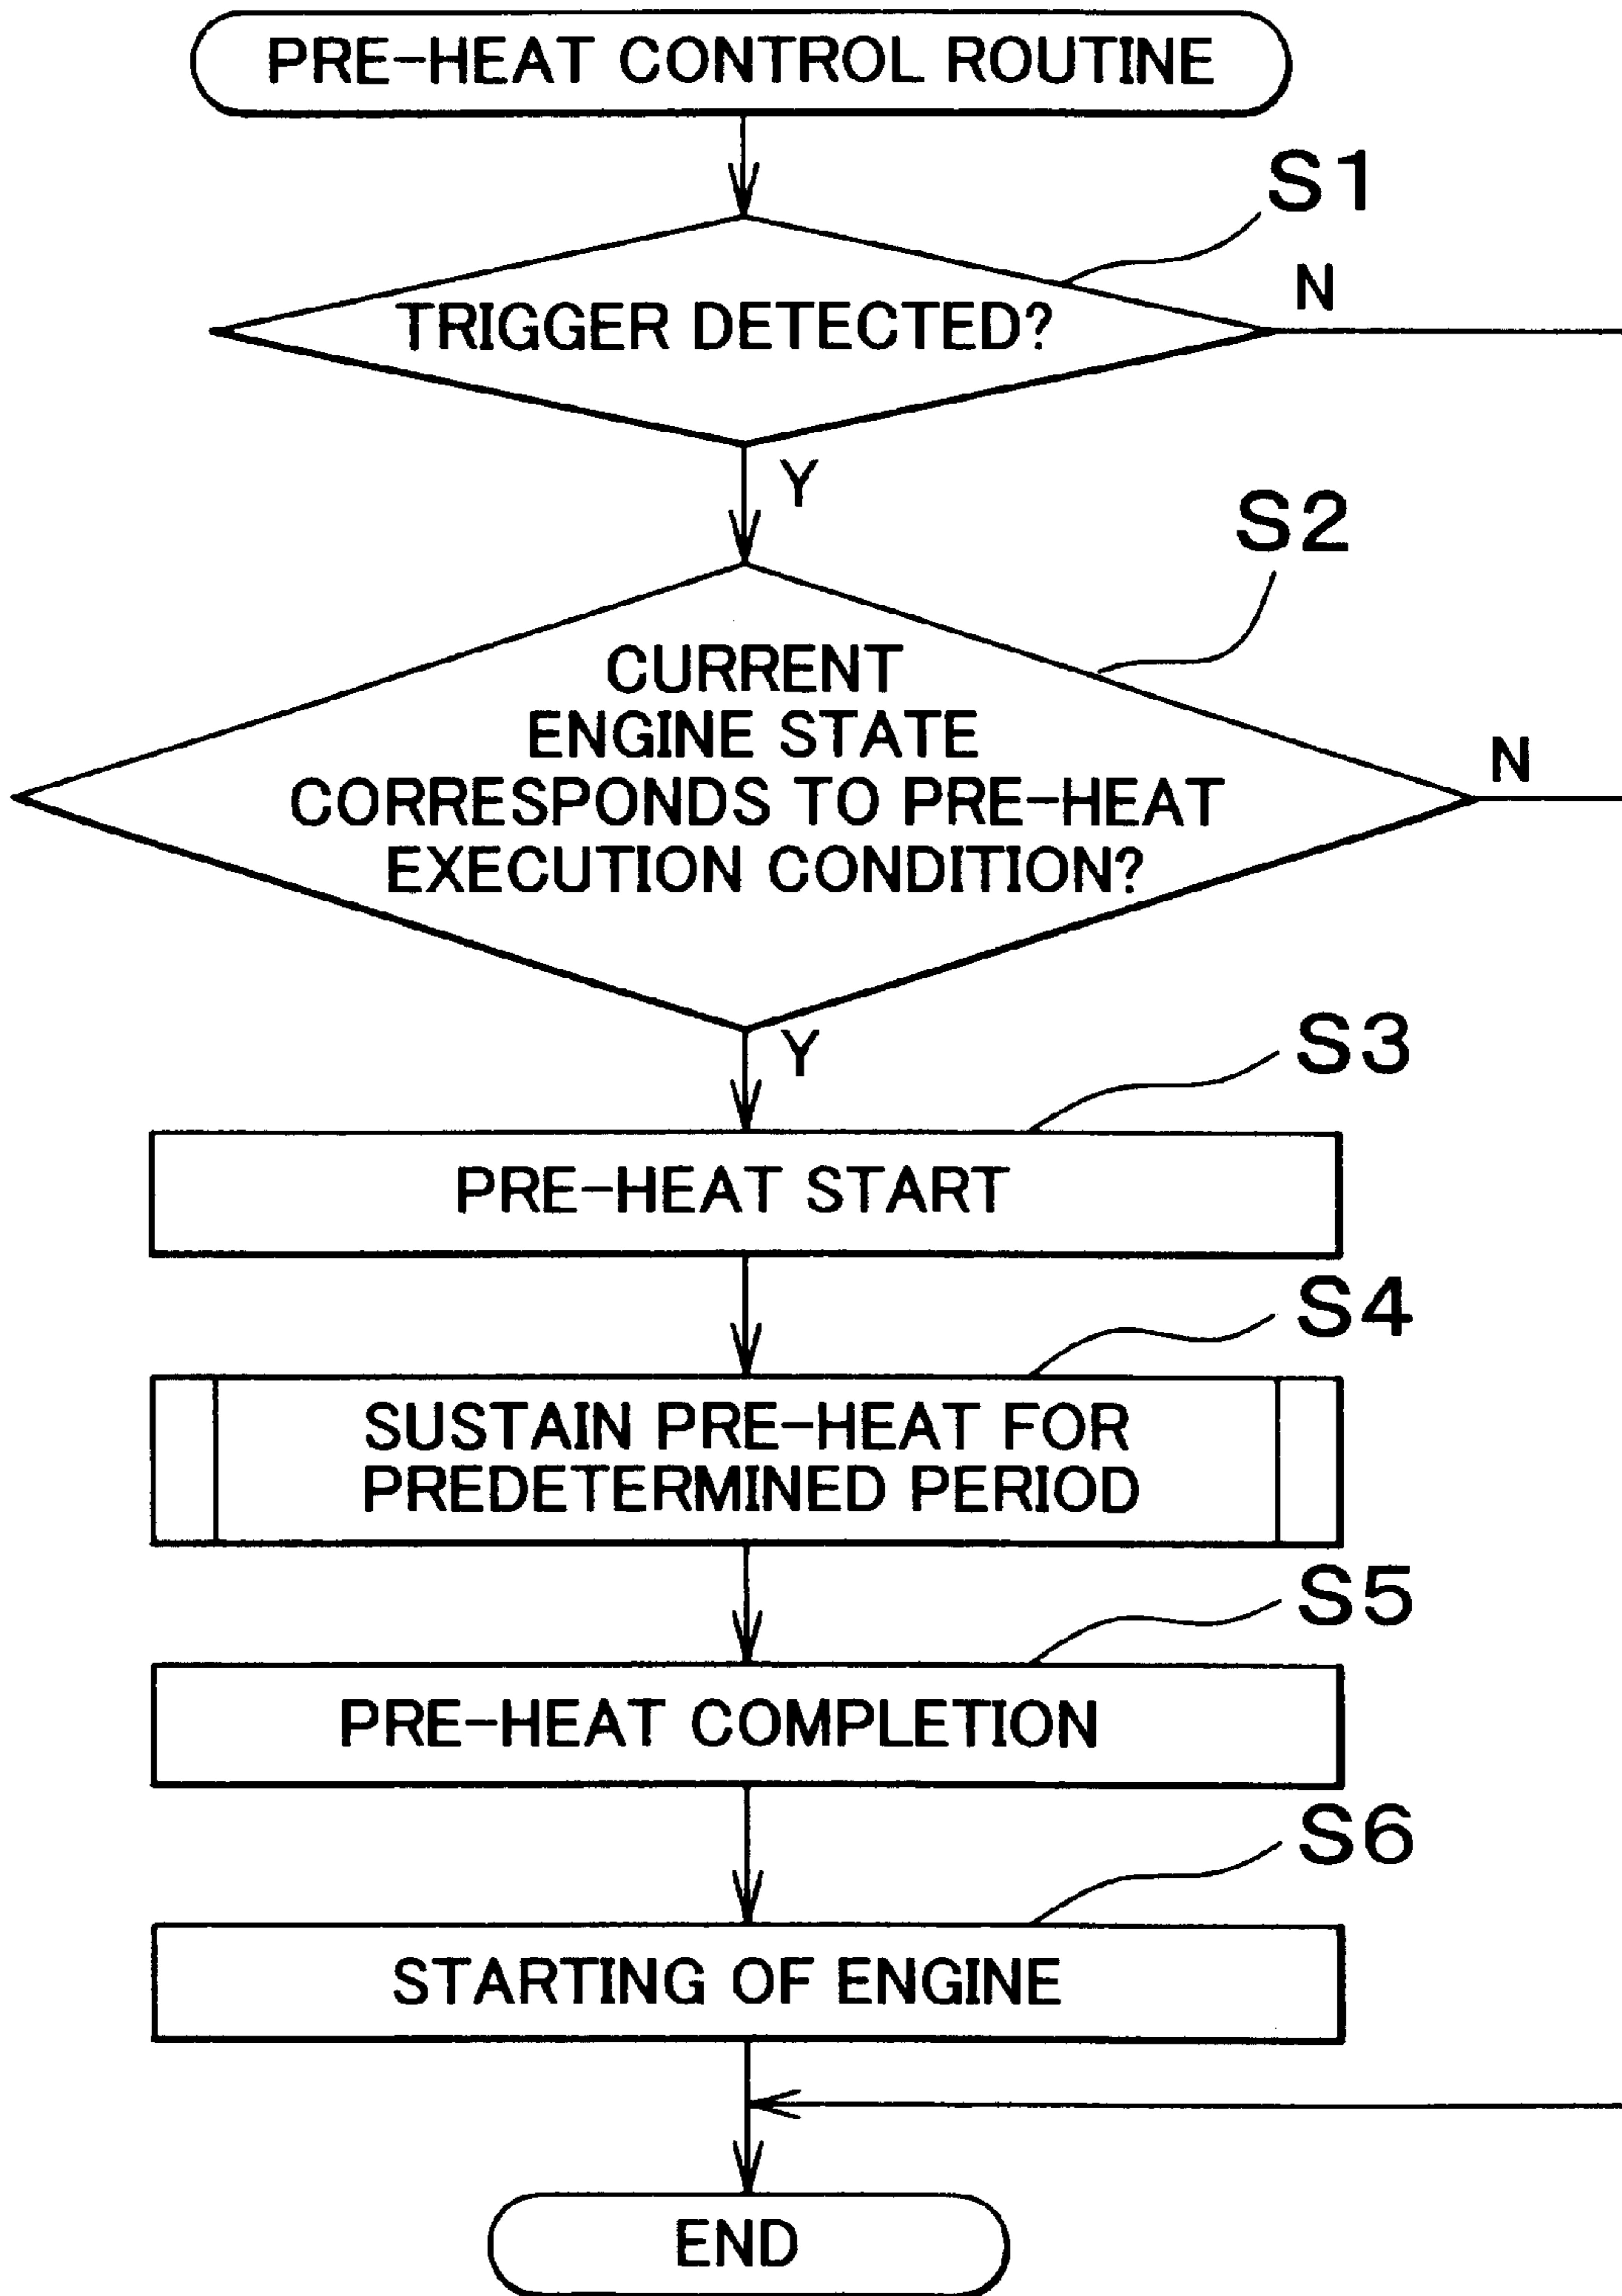 PRE-HEAT CONTROL ROUTINE
S1
TRIGGER DETECTED?
N
Y
S2
CURRENT
ENGINE STATE
CORRESPONDS TO PRE-HEAT
EXECUTION CONDITION?
N
Y
S3
PRE-HEAT START
S4
SUSTAIN PRE-HEAT FOR
PREDETERMINED PERIOD
S5
PRE-HEAT COMPLETION
S6
STARTING OF ENGINE
END